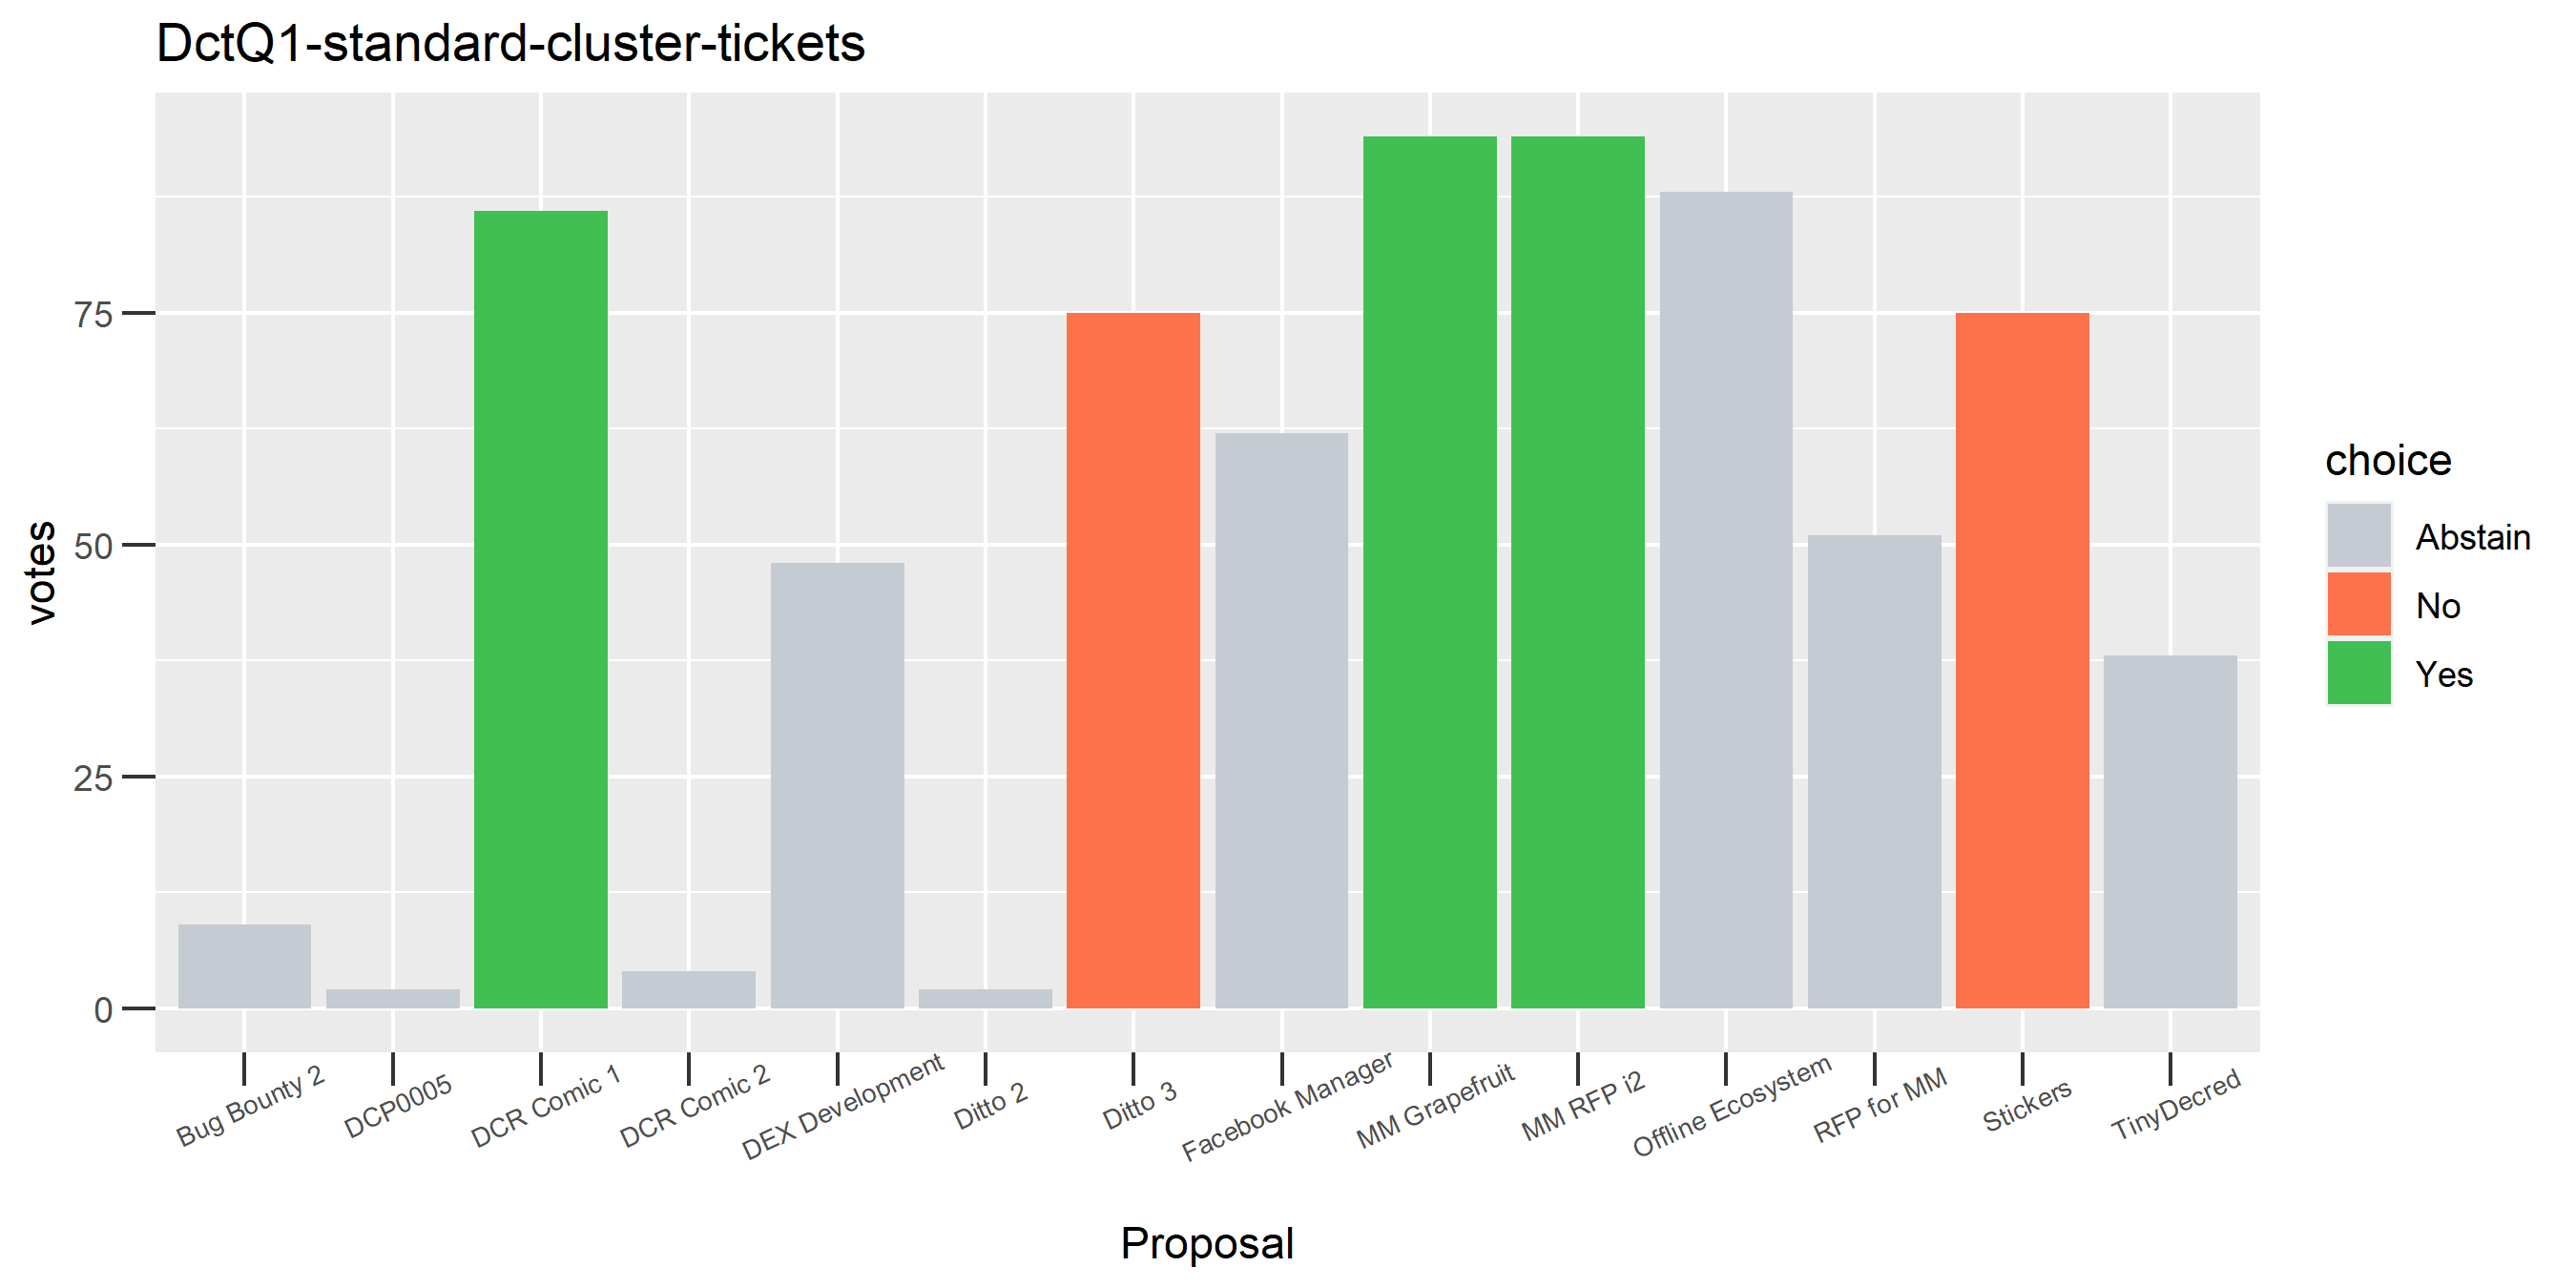 DctQ1-standard-cluster-tickets
votes
75
50
25
0
Bug Bounty 2
DCP0005
DCR Comic 1
DCR Comic 2
DEX Development
Ditto 2
Ditto 3
Facebook Manager
MM Grapefruit
MM RFP i2
Offline Ecosystem
RFP for MM
Stickers
TinyDecred
Proposal
choice
Abstain
No
Yes